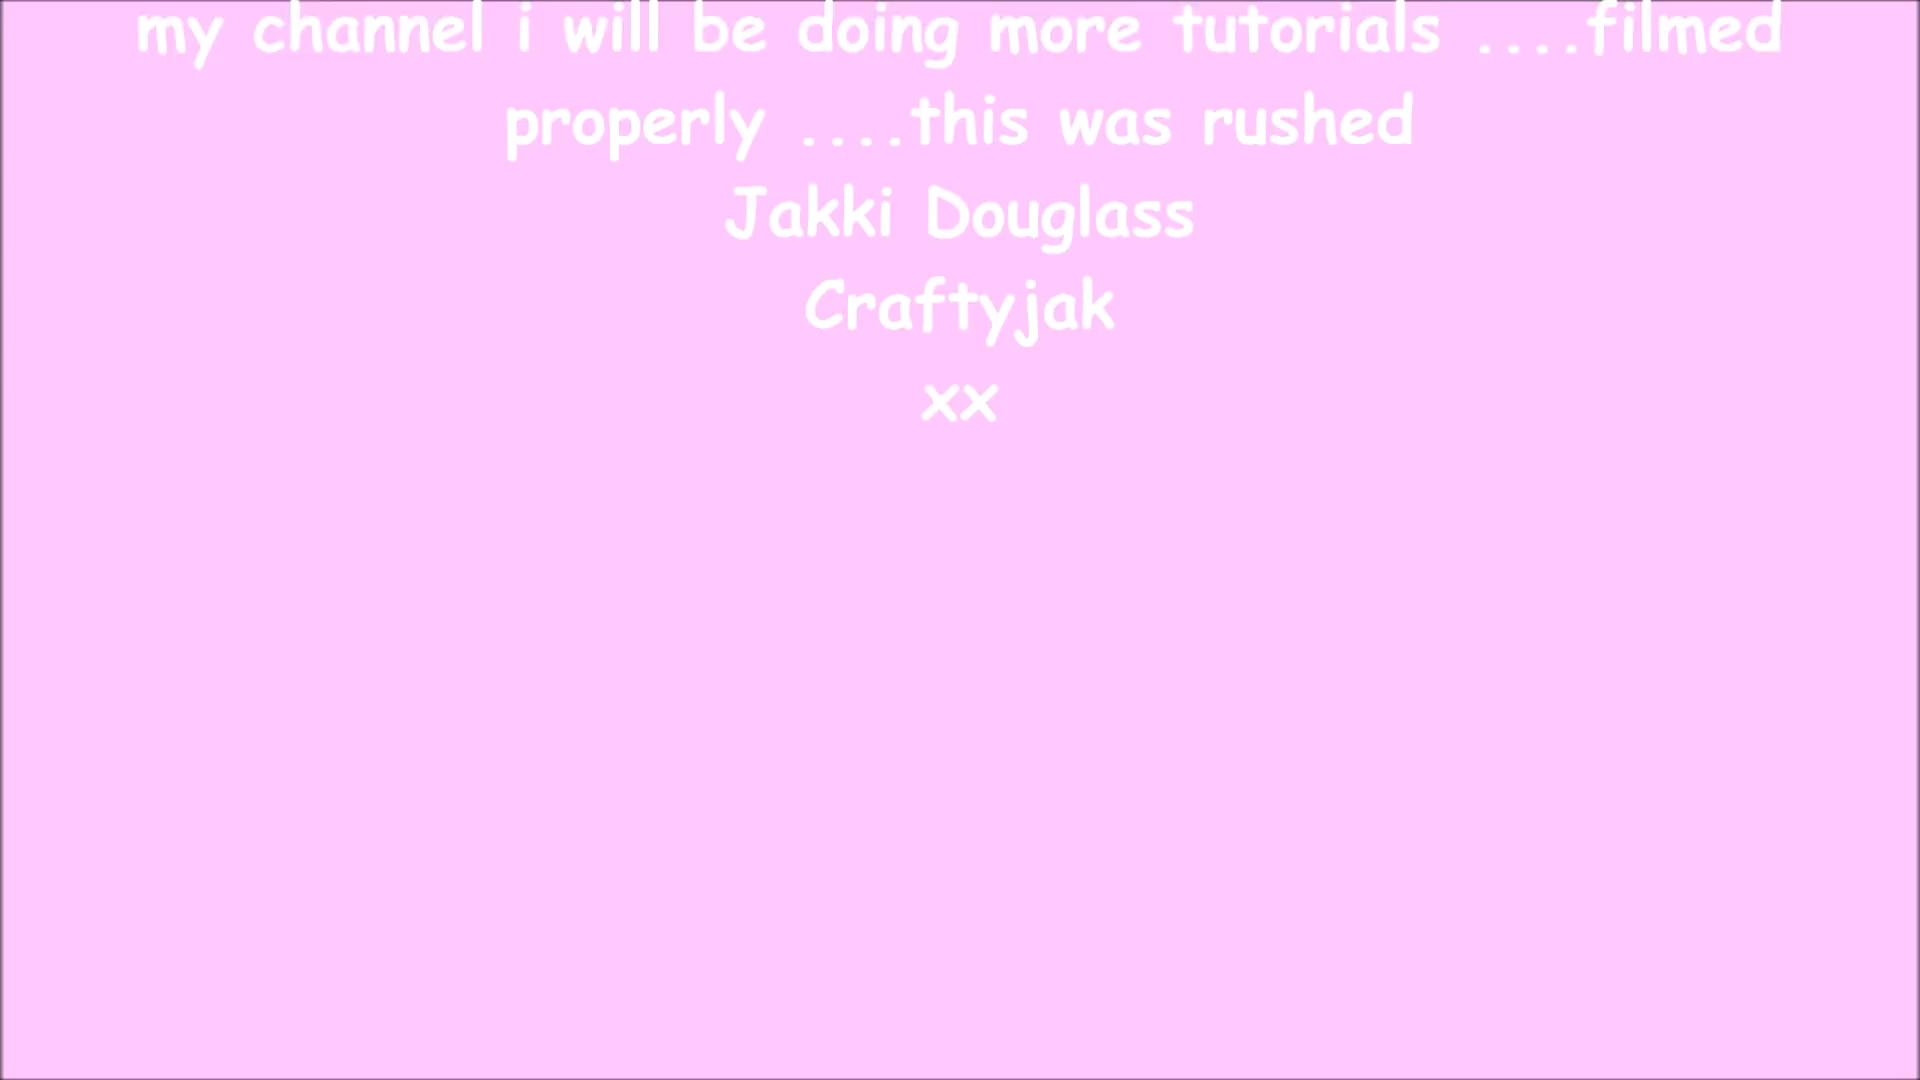 my channel i will be doing more tutorials ....filmed
properly ....this was rushed
Jakki Douglass
Craftyjak
xx